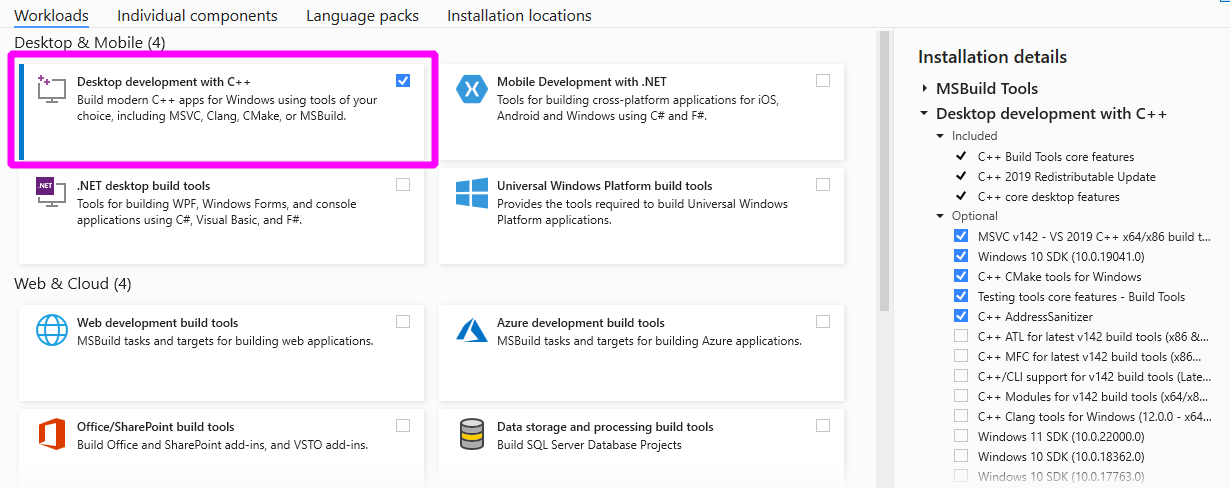 Workloads
Individual components
Language packs
Installation locations
Desktop & Mobile (4)
Desktop development with C++
Build modern C++ apps for Windows using tools of your
choice, including MSVC, Clang, CMake, or MSBuild.
Mobile Development with .NET
Tools for building cross-platform applications for iOS,
Android and Windows using C# and F#.
.NET
.NET desktop build tools
Tools for building WPF, Windows Forms, and console
applications using C#, Visual Basic, and F#.
Universal Windows Platform build tools
Provides the tools required to build Universal Windows
Platform applications.
Web & Cloud (4)
Web development build tools
MSBuild tasks and targets for building web applications.
Azure development build tools
MSBuild tasks and targets for building Azure applications.
Office/SharePoint build tools
Build Office and SharePoint add-ins, and VSTO add-ins.
Data storage and processing build tools
Build SQL Server Database Projects
Installation details
MSBuild Tools
Desktop development with C++
Included
C++ Build Tools core features
C++ 2019 Redistributable Update
C++ core desktop features
Optional
MSVC v142 - VS 2019 C++ x64/x86 build t...
Windows 10 SDK (10.0.19041.0)
C++ CMake tools for Windows
Testing tools core features - Build Tools
C++ AddressSanitizer
C++ ATL for latest v142 build tools (x86 &...
C++ MFC for latest v142 build tools (x86...
C++/CLI support for v142 build tools (Late...
C++ Modules for v142 build tools (x64/x8...
C++ Clang tools for Windows (12.0.0 - x64...
Windows 11 SDK (10.0.22000.0)
Windows 10 SDK (10.0.18362.0)
Windows 10 SDK (10.0.17763.0)